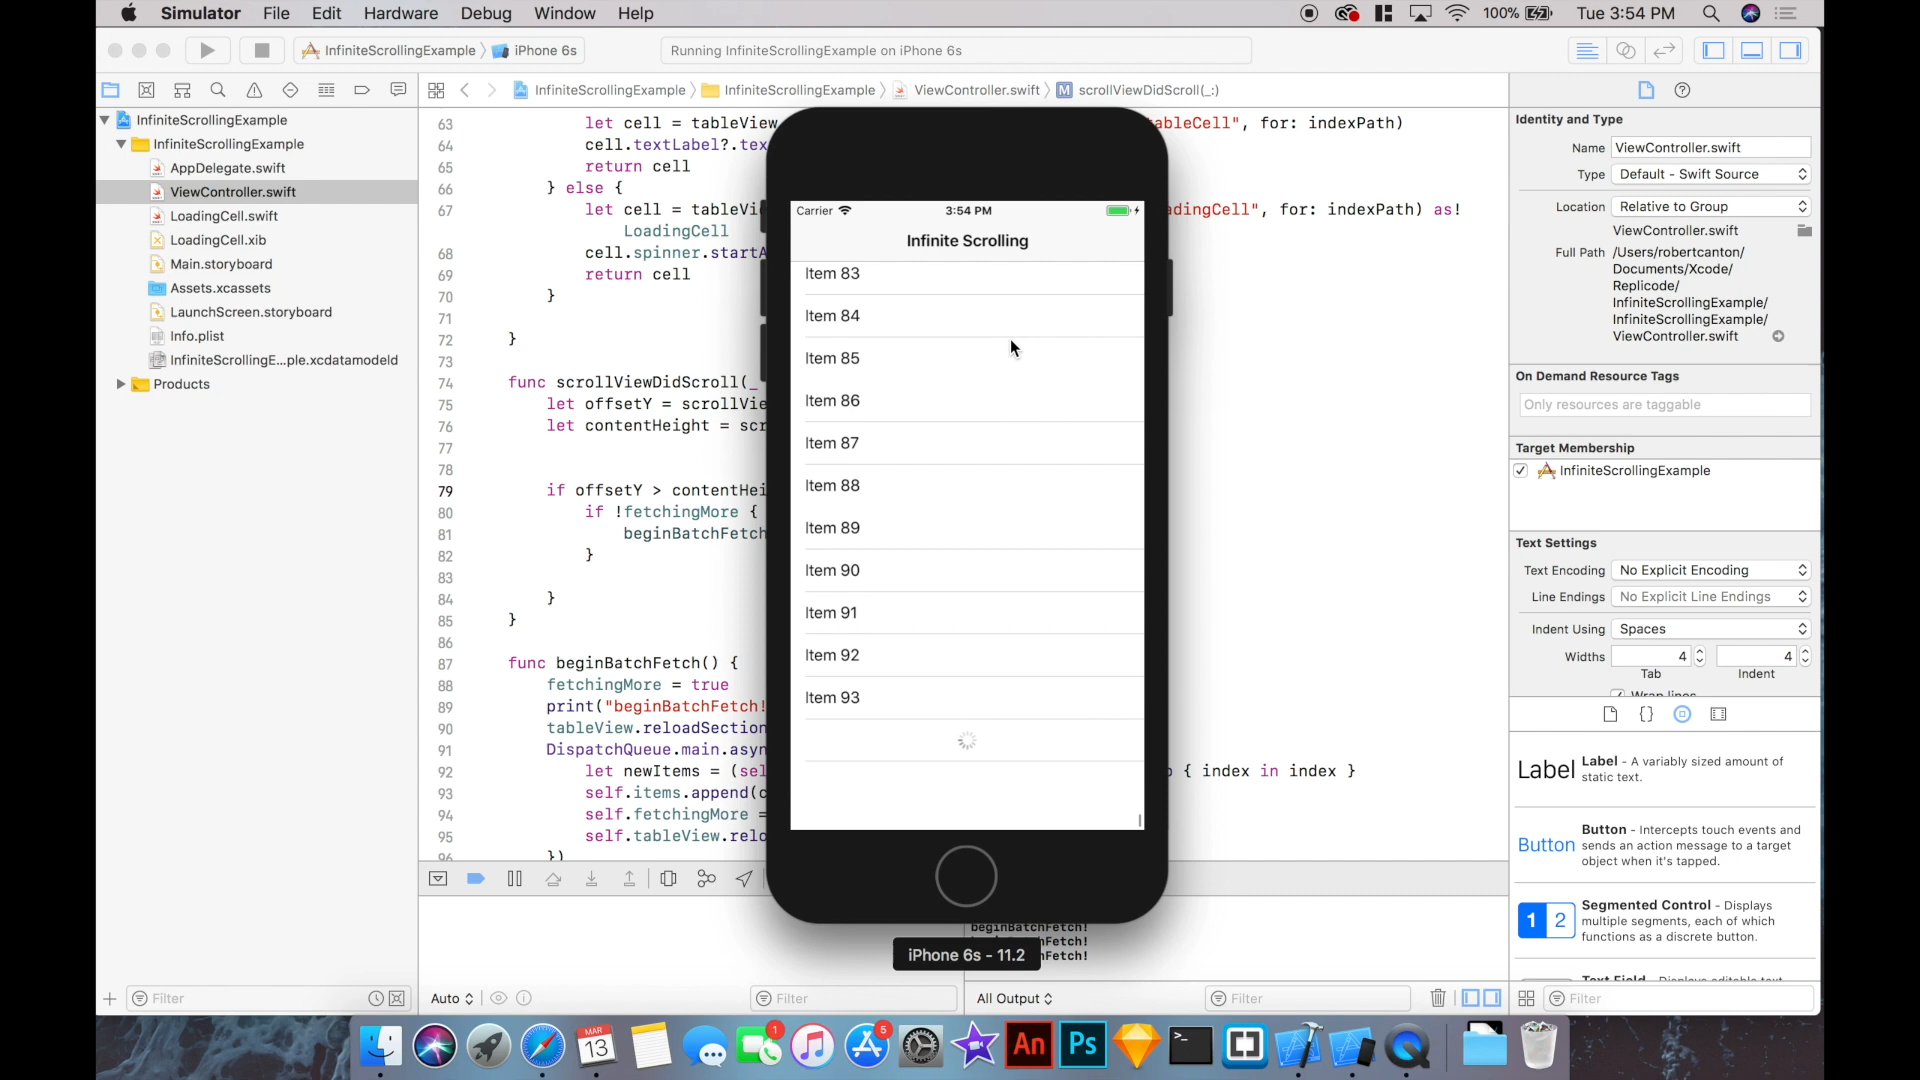 Simulator File Edit Hardware Debug Window Help 100% Tue 3:54 PM
InfiniteScrollingExample iPhone 6s
Running InfiniteScrollingExample on iPhone 6s
InfiniteScrollingExample InfiniteScrollingExample ViewController.swift M scrollViewDidScroll(_:)
InfiniteScrollingExample
InfiniteScrollingExample
AppDelegate.swift
ViewController.swift
LoadingCell.swift
LoadingCell.xib
Main.storyboard
Assets.xcassets
LaunchScreen.storyboard
Info.plist
InfiniteScrollingE...ple.xcdatamodeld
Products
63 let cell = tableView ableCell", for: indexPath)
64 cell.textLabel?.tex
65 return cell
66 } else {
67 let cell = tableVi adingCell", for: indexPath) as!
LoadingCell
68 cell.spinner.startA
69 return cell
70 }
71
72 }
73
74 func scrollViewDidScroll(_
75 let offsetY = scrollVie
76 let contentHeight = scr
77
78
79 if offsetY > contentHei
80 if !fetchingMore {
81 beginBatchFetch
82 }
83
84 }
85 }
86
87 func beginBatchFetch() {
88 fetchingMore = true
89 print("beginBatchFetch!
90 tableView.reloadSection
91 DispatchQueue.main.asyn
92 let newItems = (sel { index in index }
93 self.items.append(c
94 self.fetchingMore =
95 self.tableView.relo
96 })
Carrier 3:54 PM
Infinite Scrolling
Item 83
Item 84
Item 85
Item 86
Item 87
Item 88
Item 89
Item 90
Item 91
Item 92
Item 93
iPhone 6s - 11.2
beginBatchFetch!
hFetch!
hFetch!
Identity and Type
Name ViewController.swift
Type Default - Swift Source
Location Relative to Group
ViewController.swift
Full Path /Users/robertcanton/
Documents/Xcode/
Replicode/
InfiniteScrollingExample/
InfiniteScrollingExample/
ViewController.swift
On Demand Resource Tags
Only resources are taggable
Target Membership
InfiniteScrollingExample
Text Settings
Text Encoding No Explicit Encoding
Line Endings No Explicit Line Endings
Indent Using Spaces
Widths 4 4
Tab Indent
Wrap lines
{}
Label Label - A variably sized amount of
static text.
Button Button - Intercepts touch events and
sends an action message to a target
object when it's tapped.
1 2 Segmented Control - Displays
multiple segments, each of which
functions as a discrete button.
Text Field - Displays editable text
Filter Auto Filter All Output Filter Filter
MAR
13
1
5
An
Ps